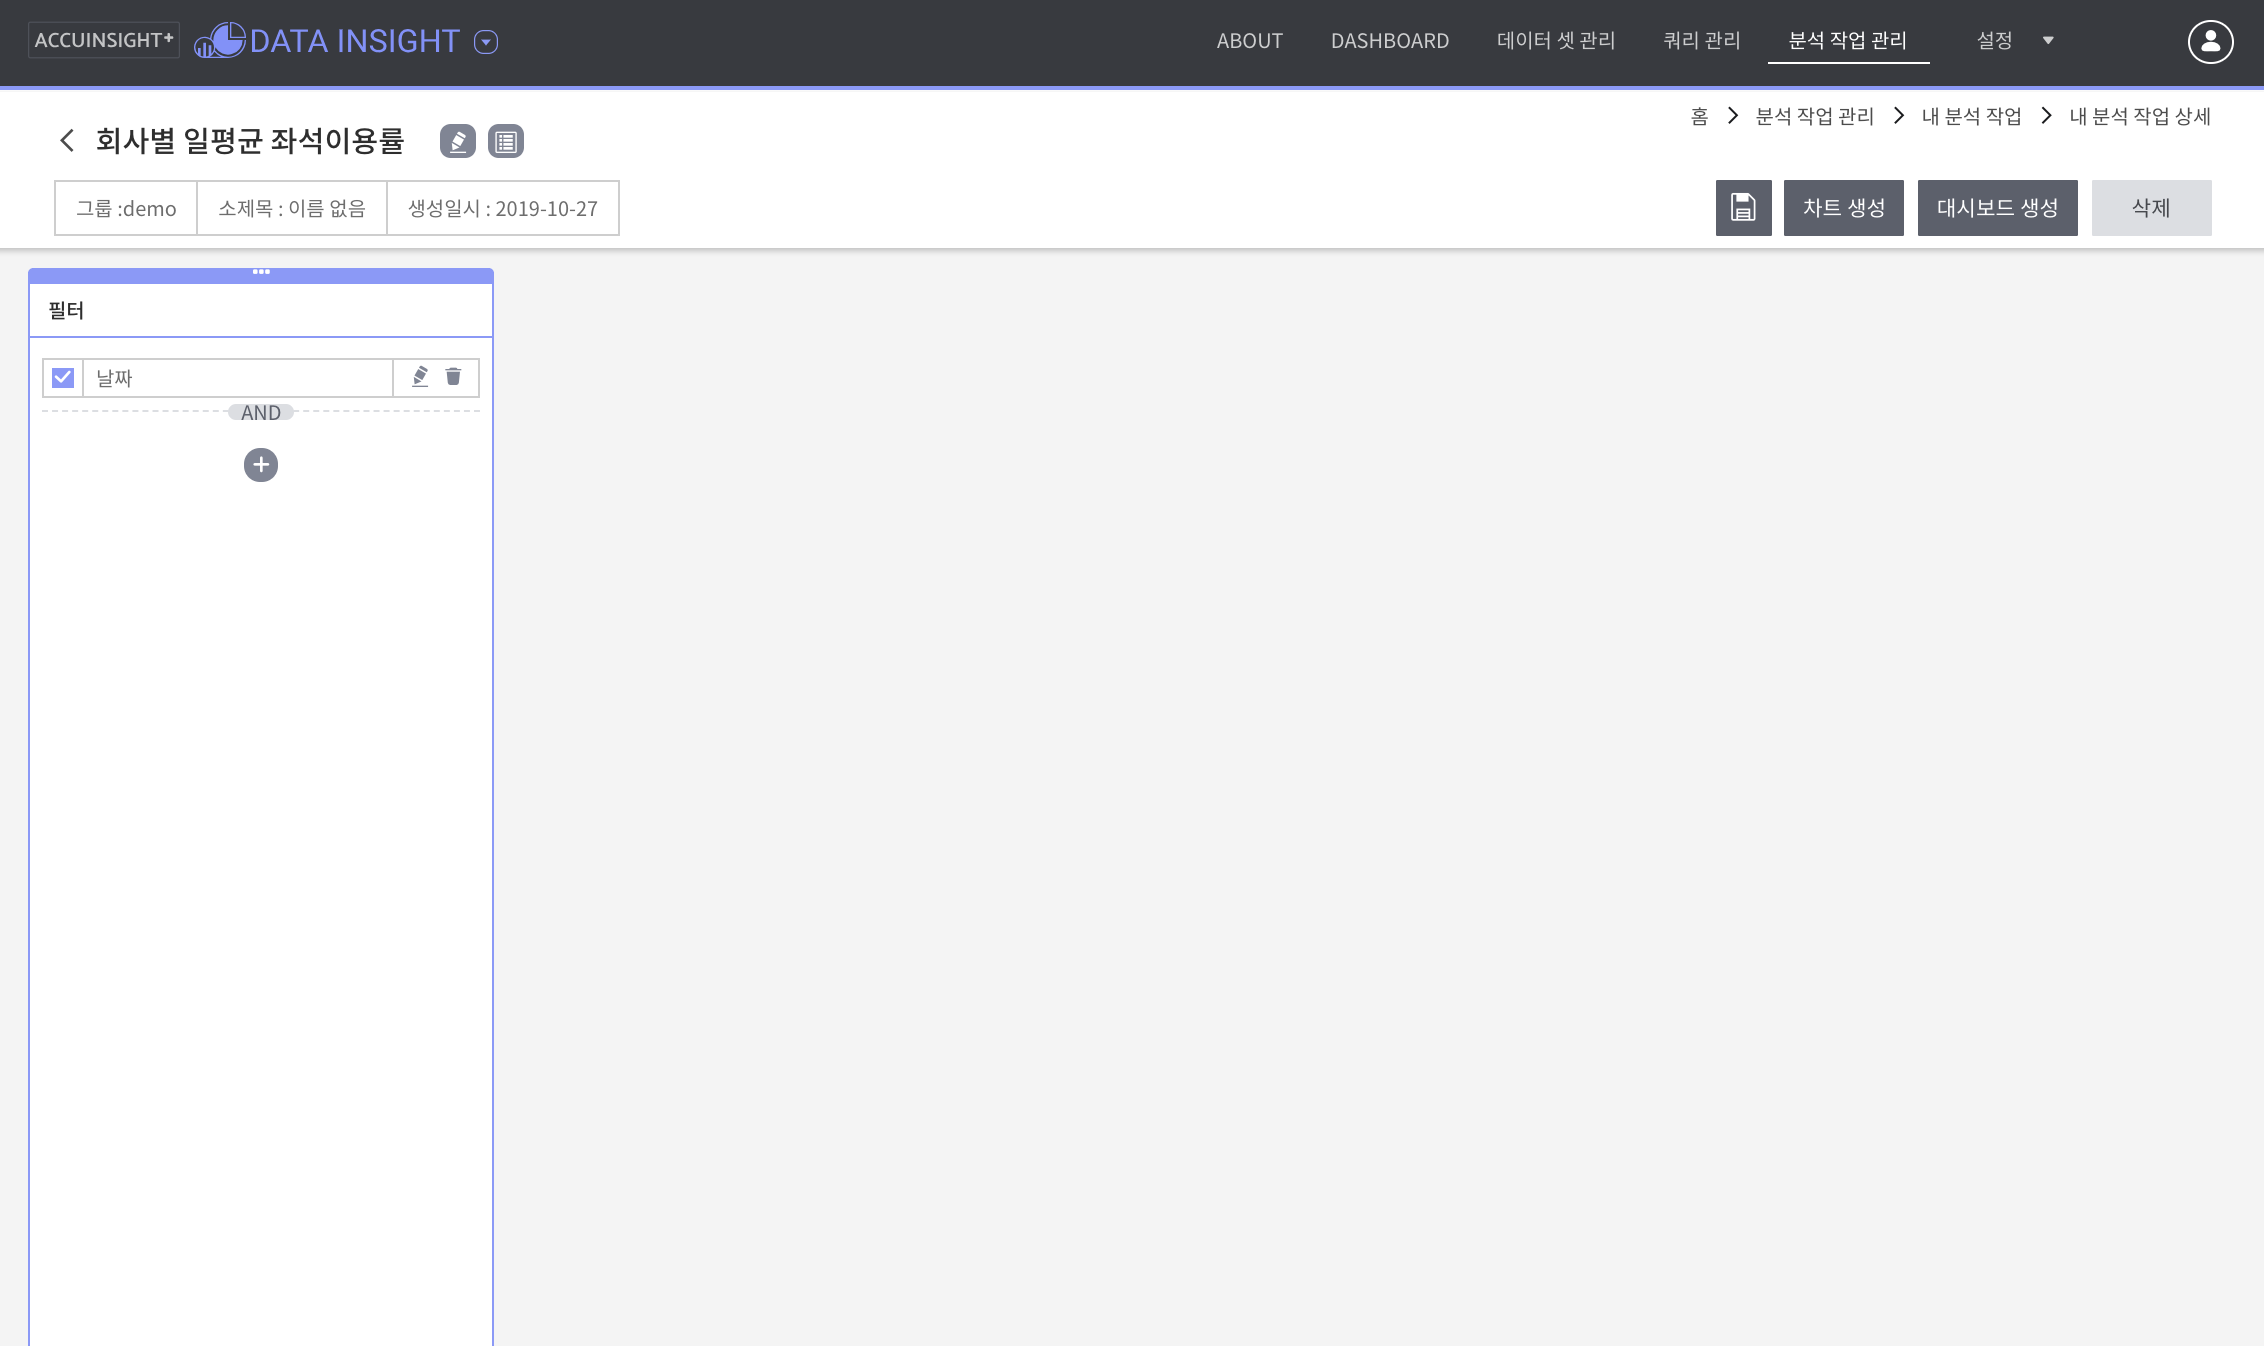 ACCUINSIGHT+ DATA INSIGHT ABOUT DASHBOARD 데이터 셋 관리 쿼리 관리 분석 작업 관리 설정
홈 > 분석 작업 관리 > 내 분석 작업 > 내 분석 작업 상세
회사별 일평균 좌석이용률
그룹 :demo 소제목 : 이름 없음 생성일시 : 2019-10-27 차트 생성 대시보드 생성 삭제
필터
날짜
AND